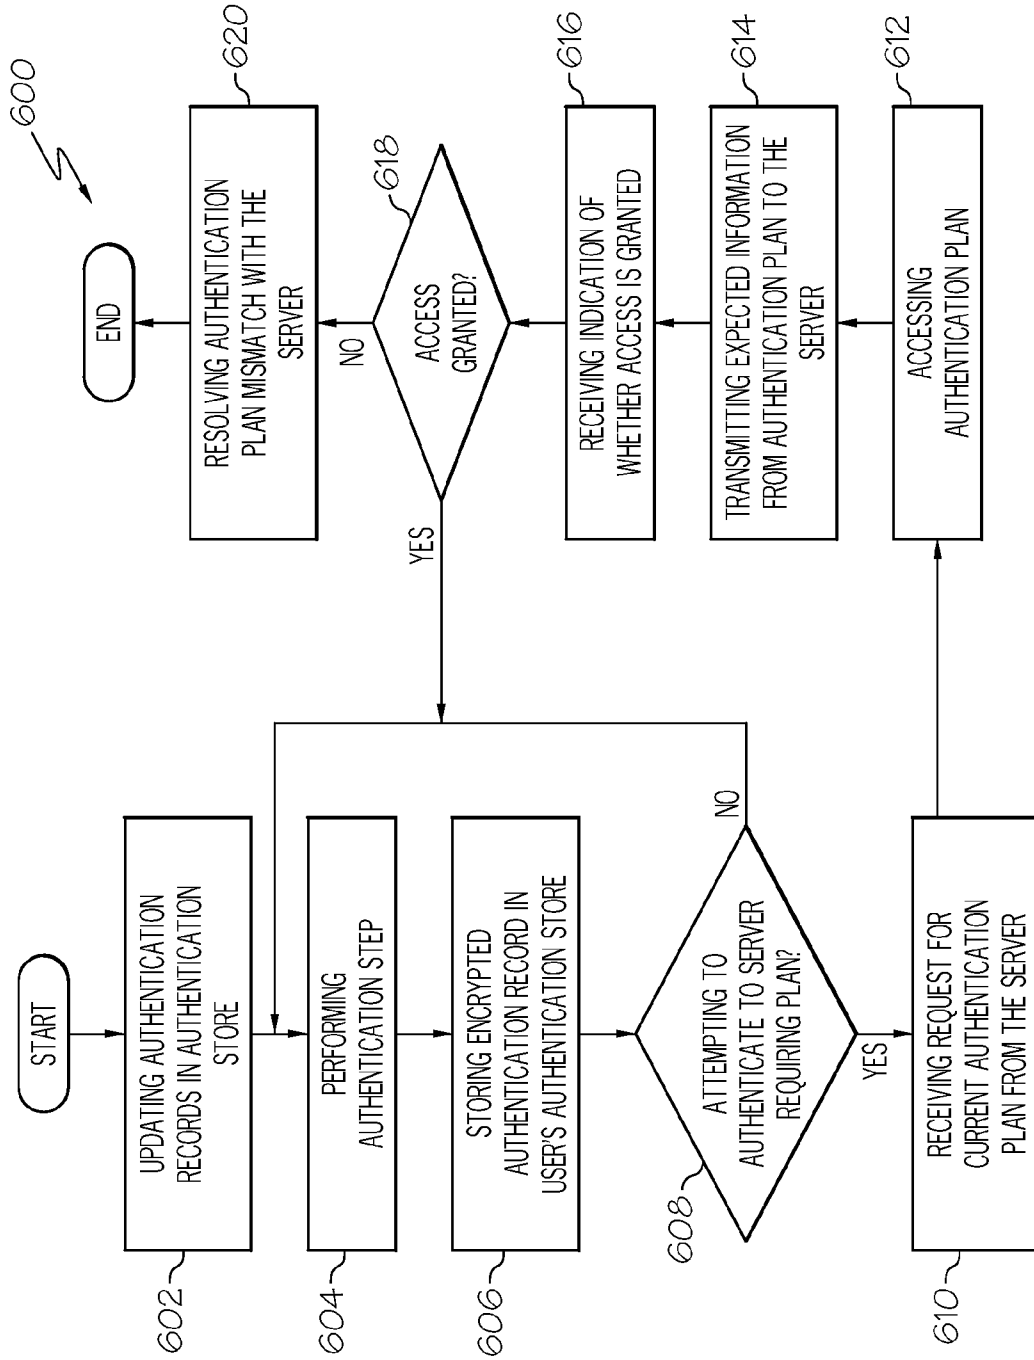 600
START
UPDATING AUTHENTICATION
RECORDS IN AUTHENTICATION
STORE
602
PERFORMING
AUTHENTICATION STEP
604
STORING ENCRYPTED
AUTHENTICATION RECORD IN
USER'S AUTHENTICATION STORE
606
ATTEMPTING TO
AUTHENTICATE TO SERVER
REQUIRING PLAN?
608
NO
YES
RECEIVING REQUEST FOR
CURRENT AUTHENTICATION
PLAN FROM THE SERVER
610
ACCESSING
AUTHENTICATION PLAN
612
TRANSMITTING EXPECTED INFORMATION
FROM AUTHENTICATION PLAN TO THE
SERVER
614
RECEIVING INDICATION OF
WHETHER ACCESS IS GRANTED
616
ACCESS
GRANTED?
618
YES
NO
RESOLVING AUTHENTICATION
PLAN MISMATCH WITH THE
SERVER
620
END